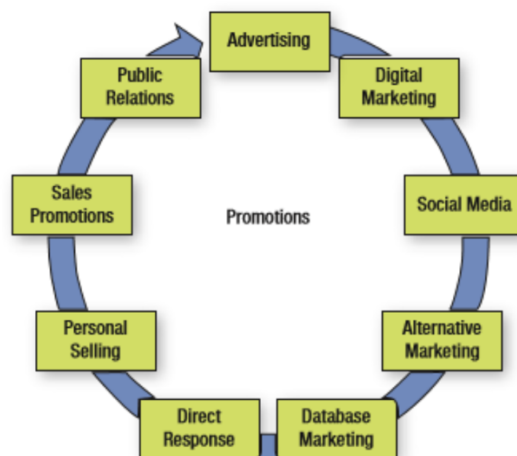 Advertising
Digital
Marketing
Social Media
Alternative
Marketing
Database
Marketing
Direct
Response
Personal
Selling
Sales
Promotions
Public
Relations
Promotions